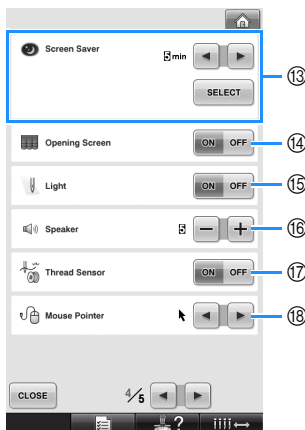 Screen Saver
5 min
SELECT
⑬
Opening Screen
ON OFF
⑭
Light
ON OFF
⑮
Speaker
5
⑯
Thread Sensor
ON OFF
⑰
Mouse Pointer
⑱
CLOSE
4/5
?